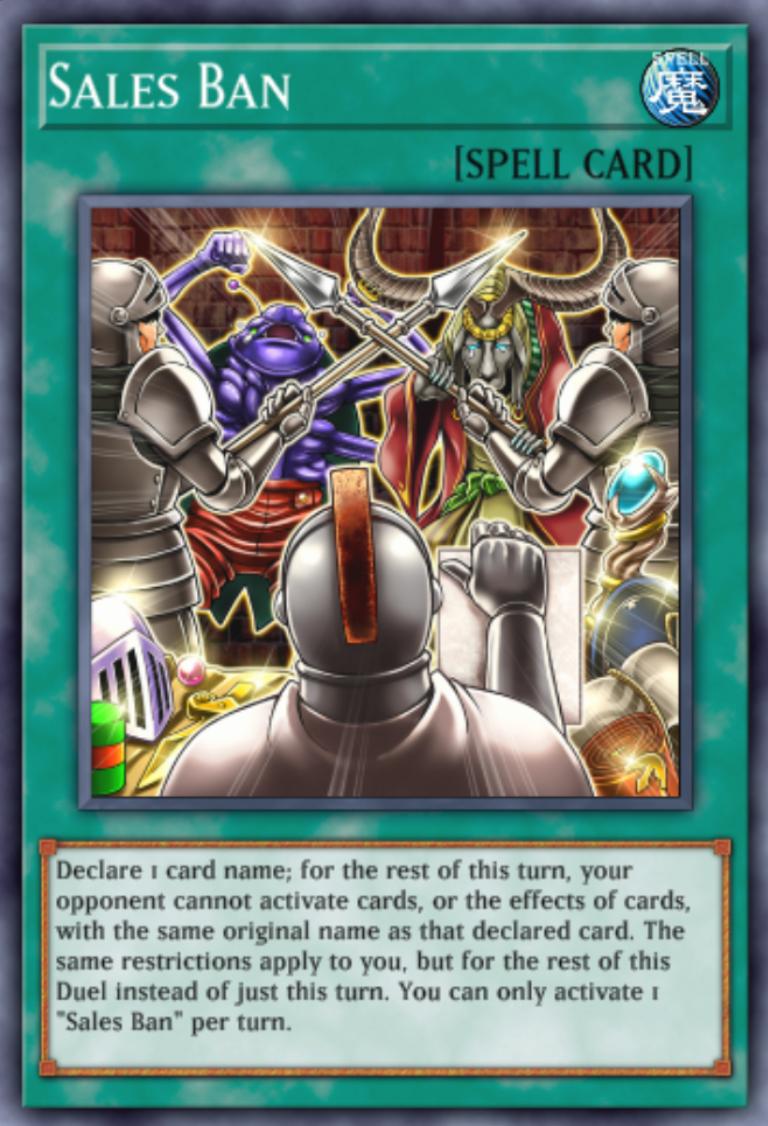 Sales Ban
SPELL
魔
[SPELL CARD]
Declare 1 card name; for the rest of this turn, your
opponent cannot activate cards, or the effects of cards,
with the same original name as that declared card. The
same restrictions apply to you, but for the rest of this
Duel instead of just this turn. You can only activate 1
"Sales Ban" per turn.